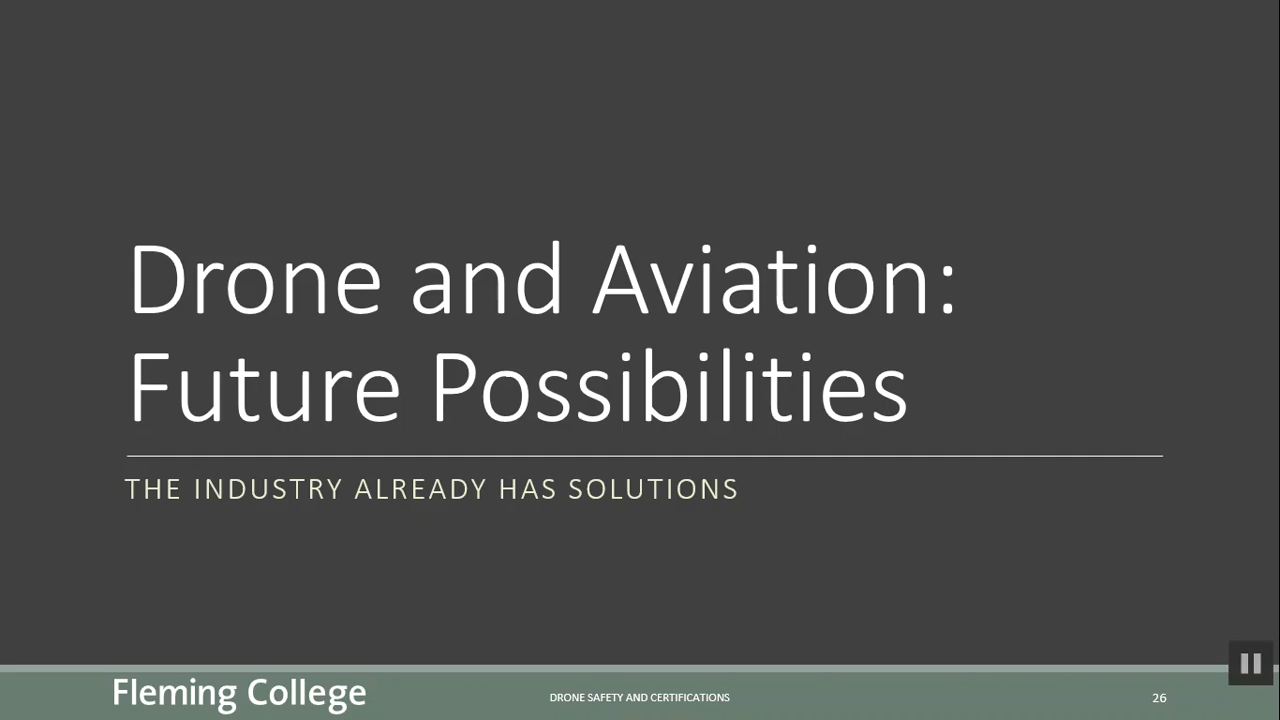 Drone and Aviation:
Future Possibilities
THE INDUSTRY ALREADY HAS SOLUTIONS
Fleming College
DRONE SAFETY AND CERTIFICATIONS
26